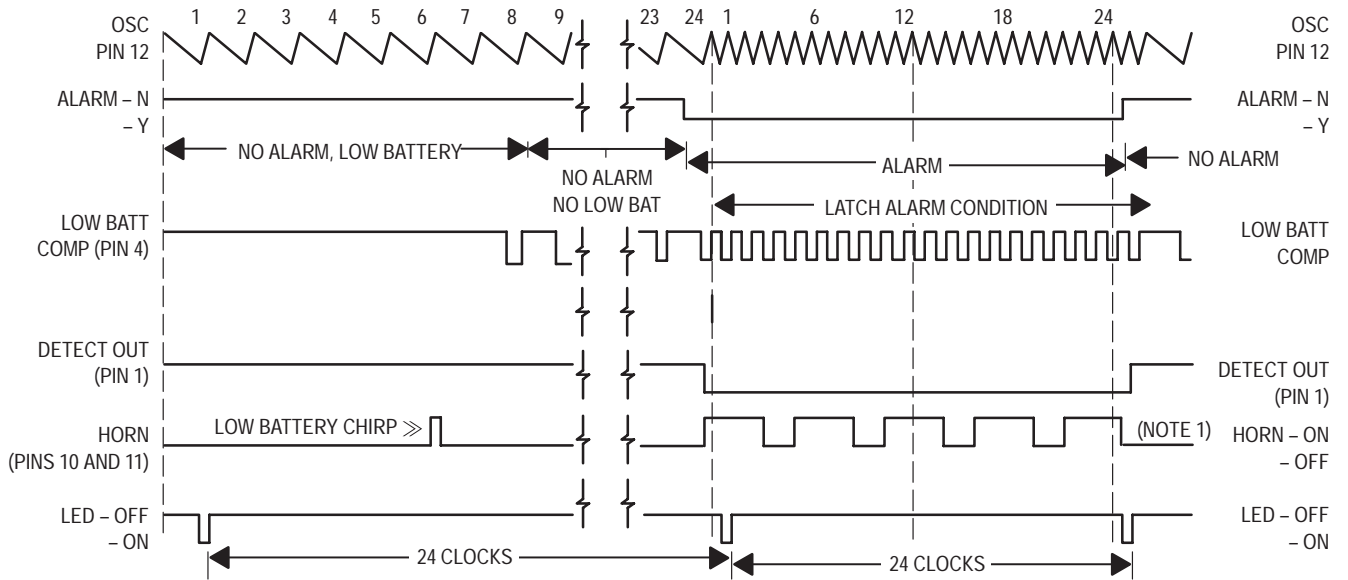 1 2 3 4 5 6 7 8 9 23 24 1 6 12 18 24
OSC
PIN 12
OSC
PIN 12
ALARM – N
– Y
ALARM – N
– Y
NO ALARM, LOW BATTERY
NO ALARM
NO LOW BAT
ALARM
NO ALARM
LATCH ALARM CONDITION
LOW BATT
COMP (PIN 4)
LOW BATT
COMP
DETECT OUT
(PIN 1)
DETECT OUT
(PIN 1)
HORN
(PINS 10 AND 11)
LOW BATTERY CHIRP ≫
(NOTE 1)
HORN – ON
– OFF
LED – OFF
– ON
LED – OFF
– ON
24 CLOCKS
24 CLOCKS